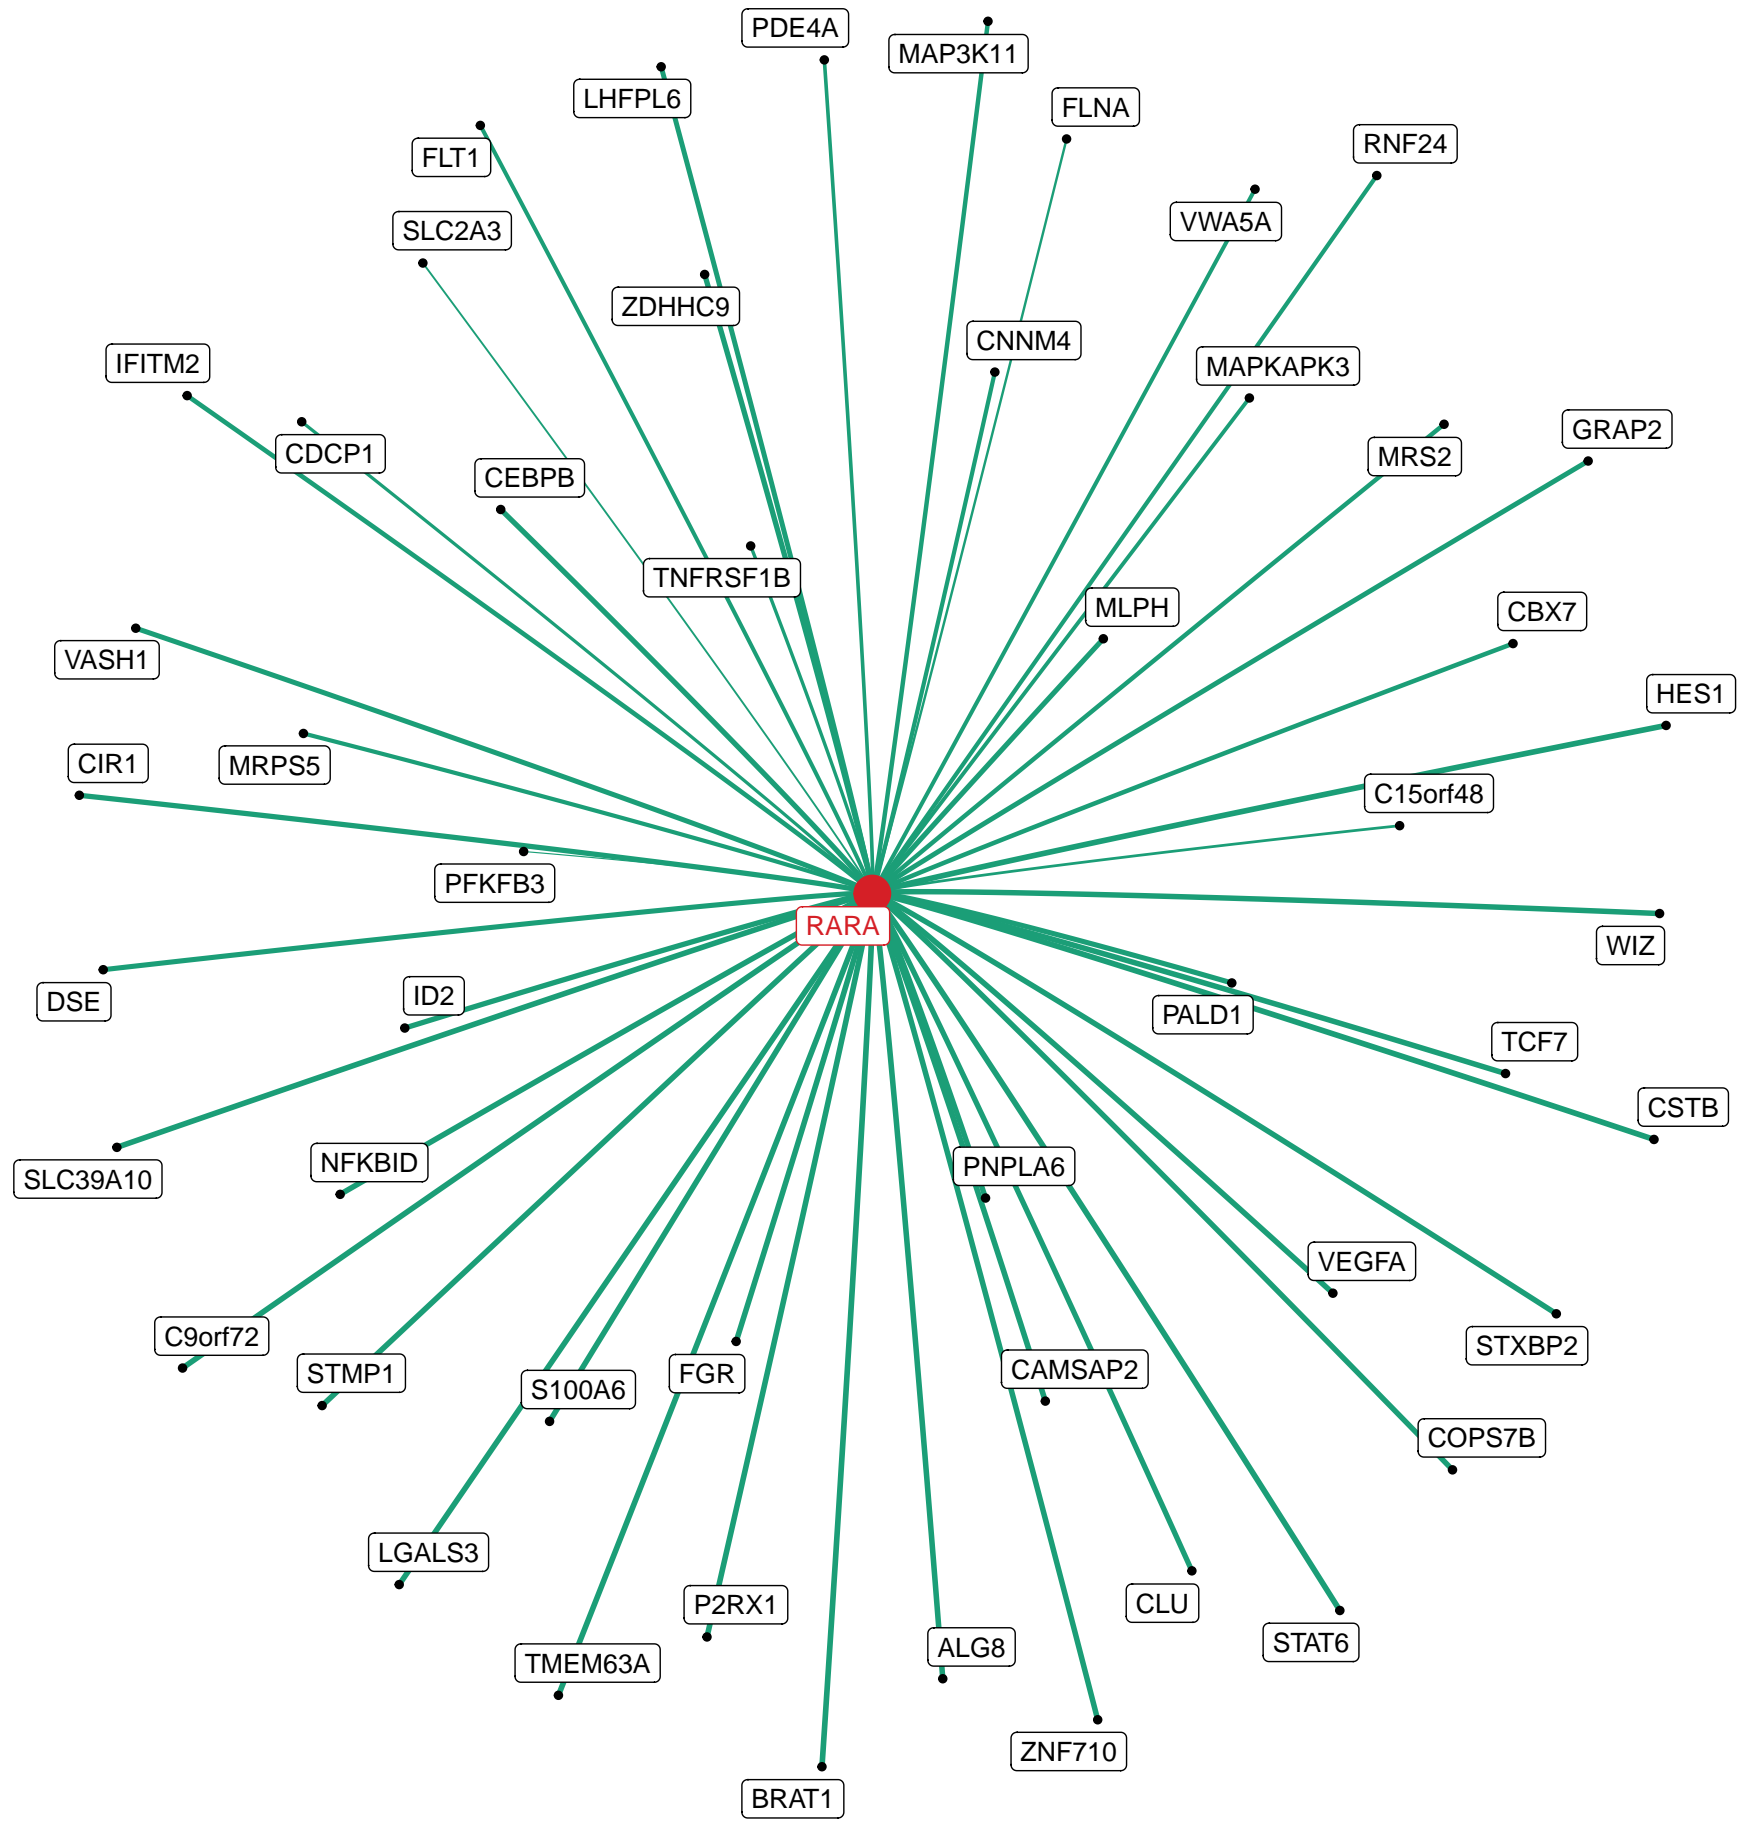 PDE4A
MAP3K11
LHFPL6
FLNA
FLT1
RNF24
VWA5A
SLC2A3
ZDHHC9
CNNM4
IFITM2
MAPKAPK3
GRAP2
CDCP1
MRS2
CEBPB
TNFRSF1B
MLPH
CBX7
VASH1
HES1
CIR1
MRPS5
C15orf48
PFKFB3
RARA
WIZ
DSE
ID2
PALD1
TCF7
CSTB
NFKBID
PNPLA6
SLC39A10
VEGFA
C9orf72
STXBP2
STMP1
FGR
CAMSAP2
S100A6
COPS7B
LGALS3
P2RX1
CLU
STAT6
ALG8
TMEM63A
ZNF710
BRAT1